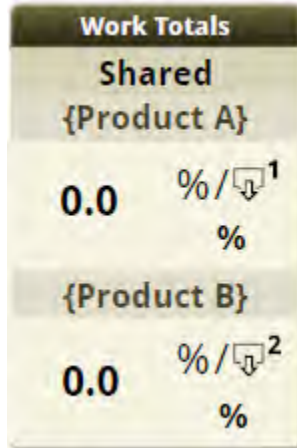 Work Totals
Shared
{Product A}
0.0 %/1
%
{Product B}
0.0 %/2
%